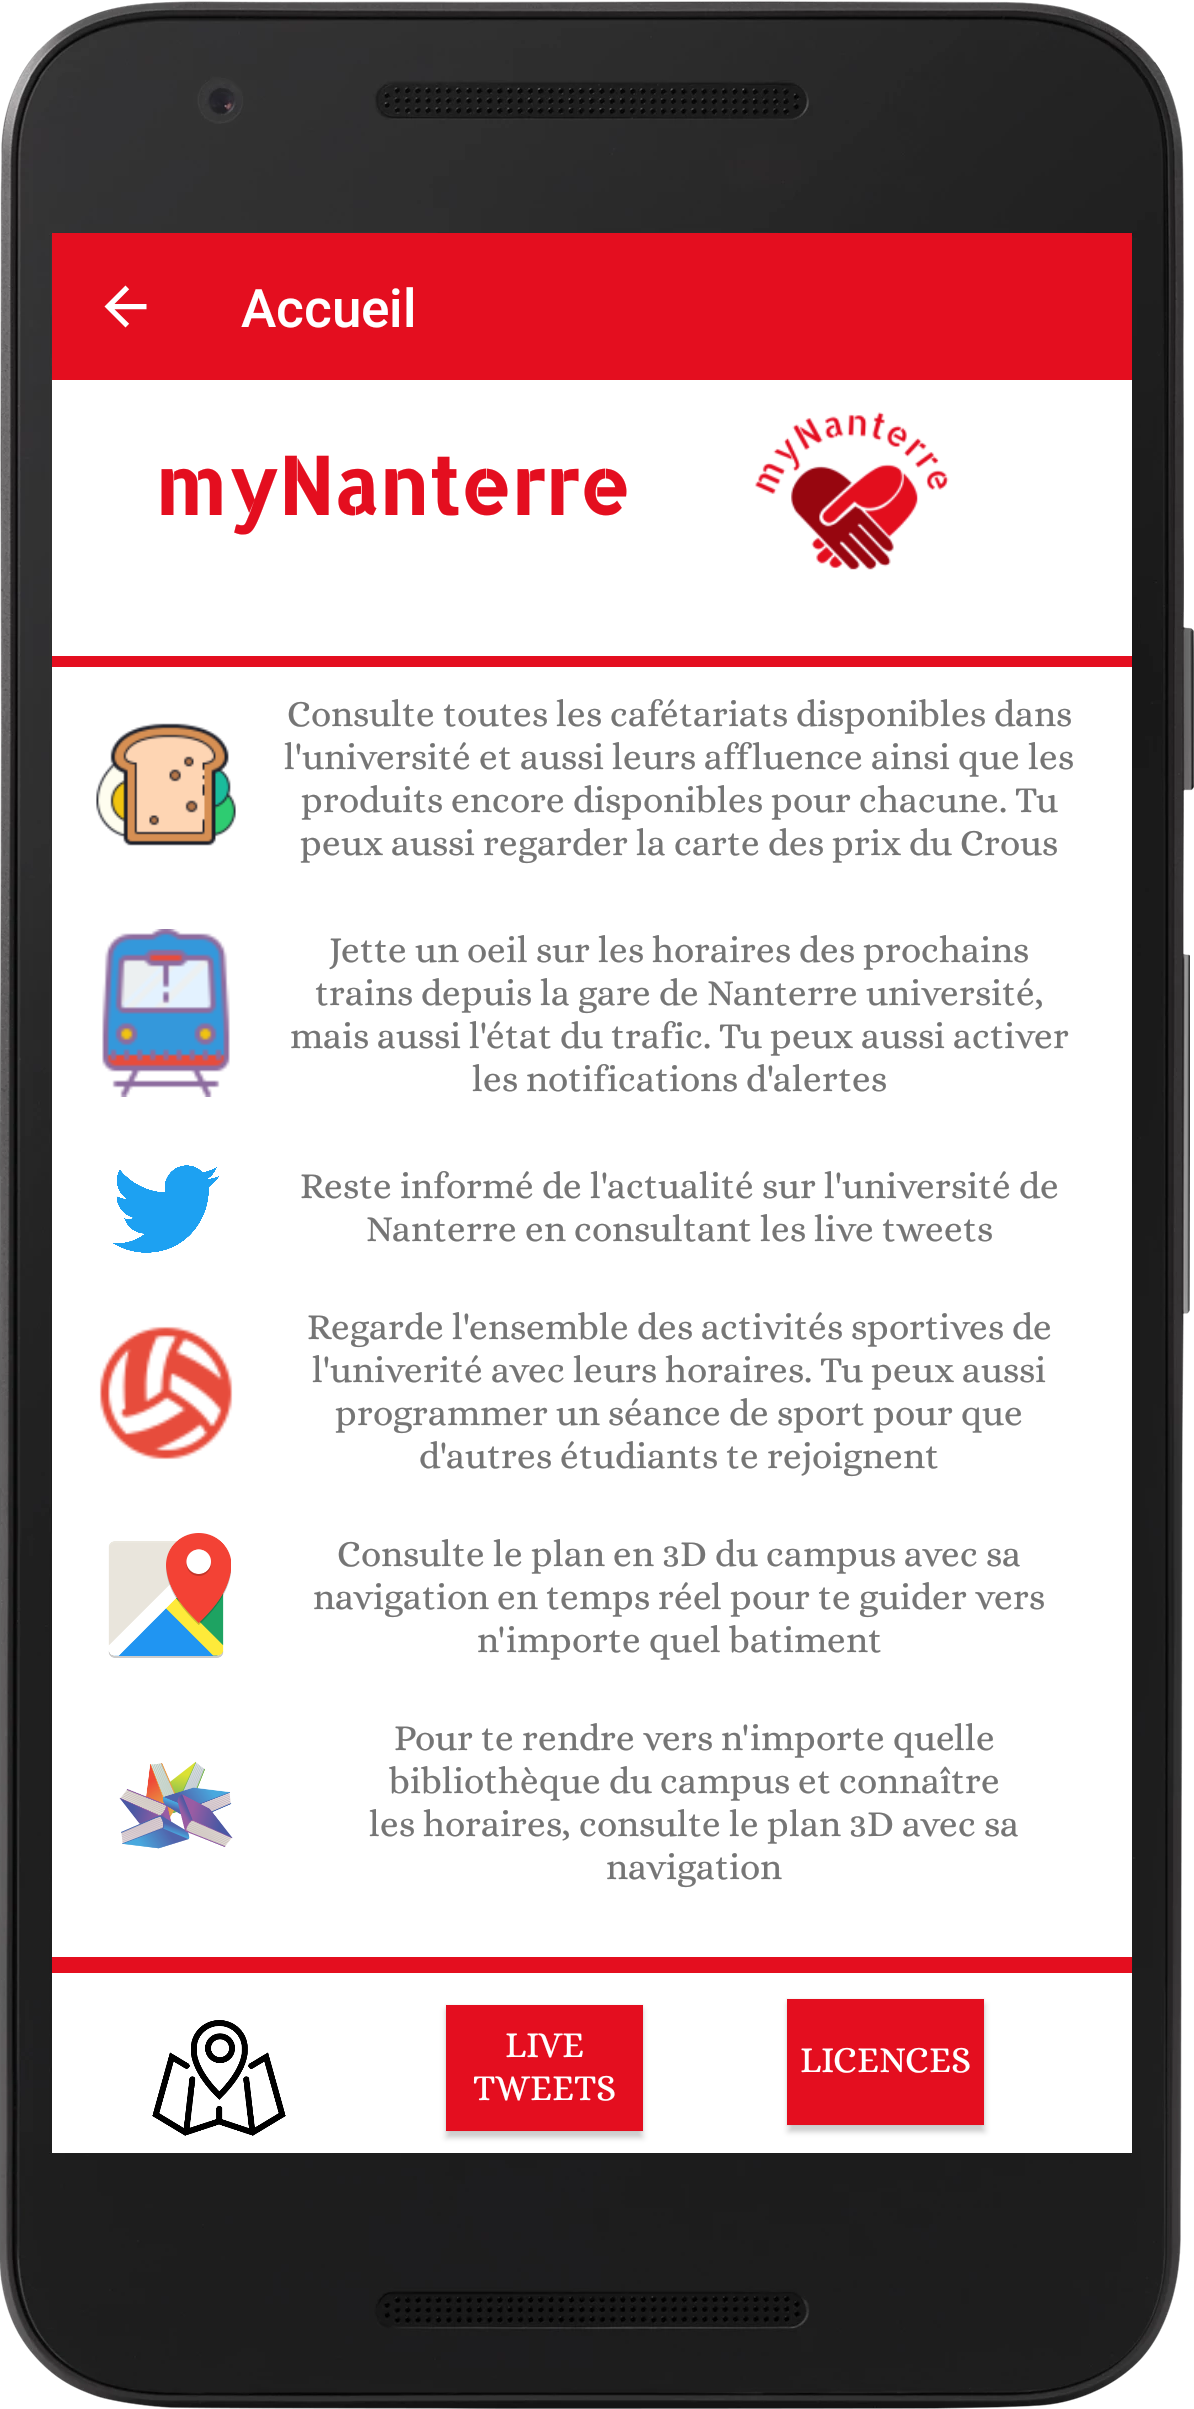 Accueil
myNanterre
myNanterre
Consulte toutes les cafétariats disponibles dans
l'université et aussi leurs affluence ainsi que les
produits encore disponibles pour chacune. Tu
peux aussi regarder la carte des prix du Crous
Jette un oeil sur les horaires des prochains
trains depuis la gare de Nanterre université,
mais aussi l'état du trafic. Tu peux aussi activer
les notifications d'alertes
Reste informé de l'actualité sur l'université de
Nanterre en consultant les live tweets
Regarde l'ensemble des activités sportives de
l'univerité avec leurs horaires. Tu peux aussi
programmer un séance de sport pour que
d'autres étudiants te rejoignent
Consulte le plan en 3D du campus avec sa
navigation en temps réel pour te guider vers
n'importe quel batiment
Pour te rendre vers n'importe quelle
bibliothèque du campus et connaître
les horaires, consulte le plan 3D avec sa
navigation
LIVE
TWEETS
LICENCES